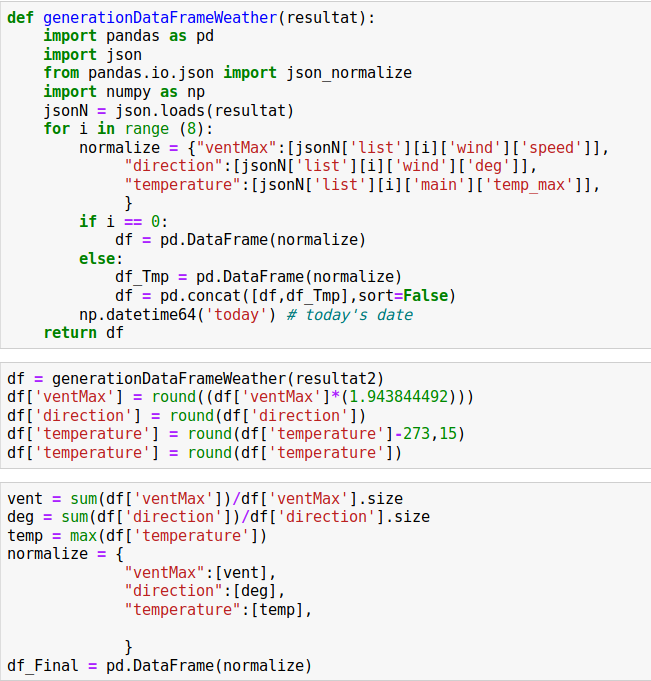 def generationDataFrameWeather(resultat):
    import pandas as pd
    import json
    from pandas.io.json import json_normalize
    import numpy as np
    jsonN = json.loads(resultat)
    for i in range (8):
        normalize = {"ventMax":[jsonN['list'][i]['wind']['speed']],
             "direction":[jsonN['list'][i]['wind']['deg']],
             "temperature":[jsonN['list'][i]['main']['temp_max']],
             }
        if i == 0:
            df = pd.DataFrame(normalize)
        else:
            df_Tmp = pd.DataFrame(normalize)
            df = pd.concat([df,df_Tmp],sort=False)
        np.datetime64('today') # today's date
    return df
df = generationDataFrameWeather(resultat2)
df['ventMax'] = round((df['ventMax']*(1.943844492)))
df['direction'] = round(df['direction'])
df['temperature'] = round(df['temperature']-273,15)
df['temperature'] = round(df['temperature'])
vent = sum(df['ventMax'])/df['ventMax'].size
deg = sum(df['direction'])/df['direction'].size
temp = max(df['temperature'])
normalize = {
             "ventMax":[vent],
             "direction":[deg],
             "temperature":[temp],
             }
df_Final = pd.DataFrame(normalize)